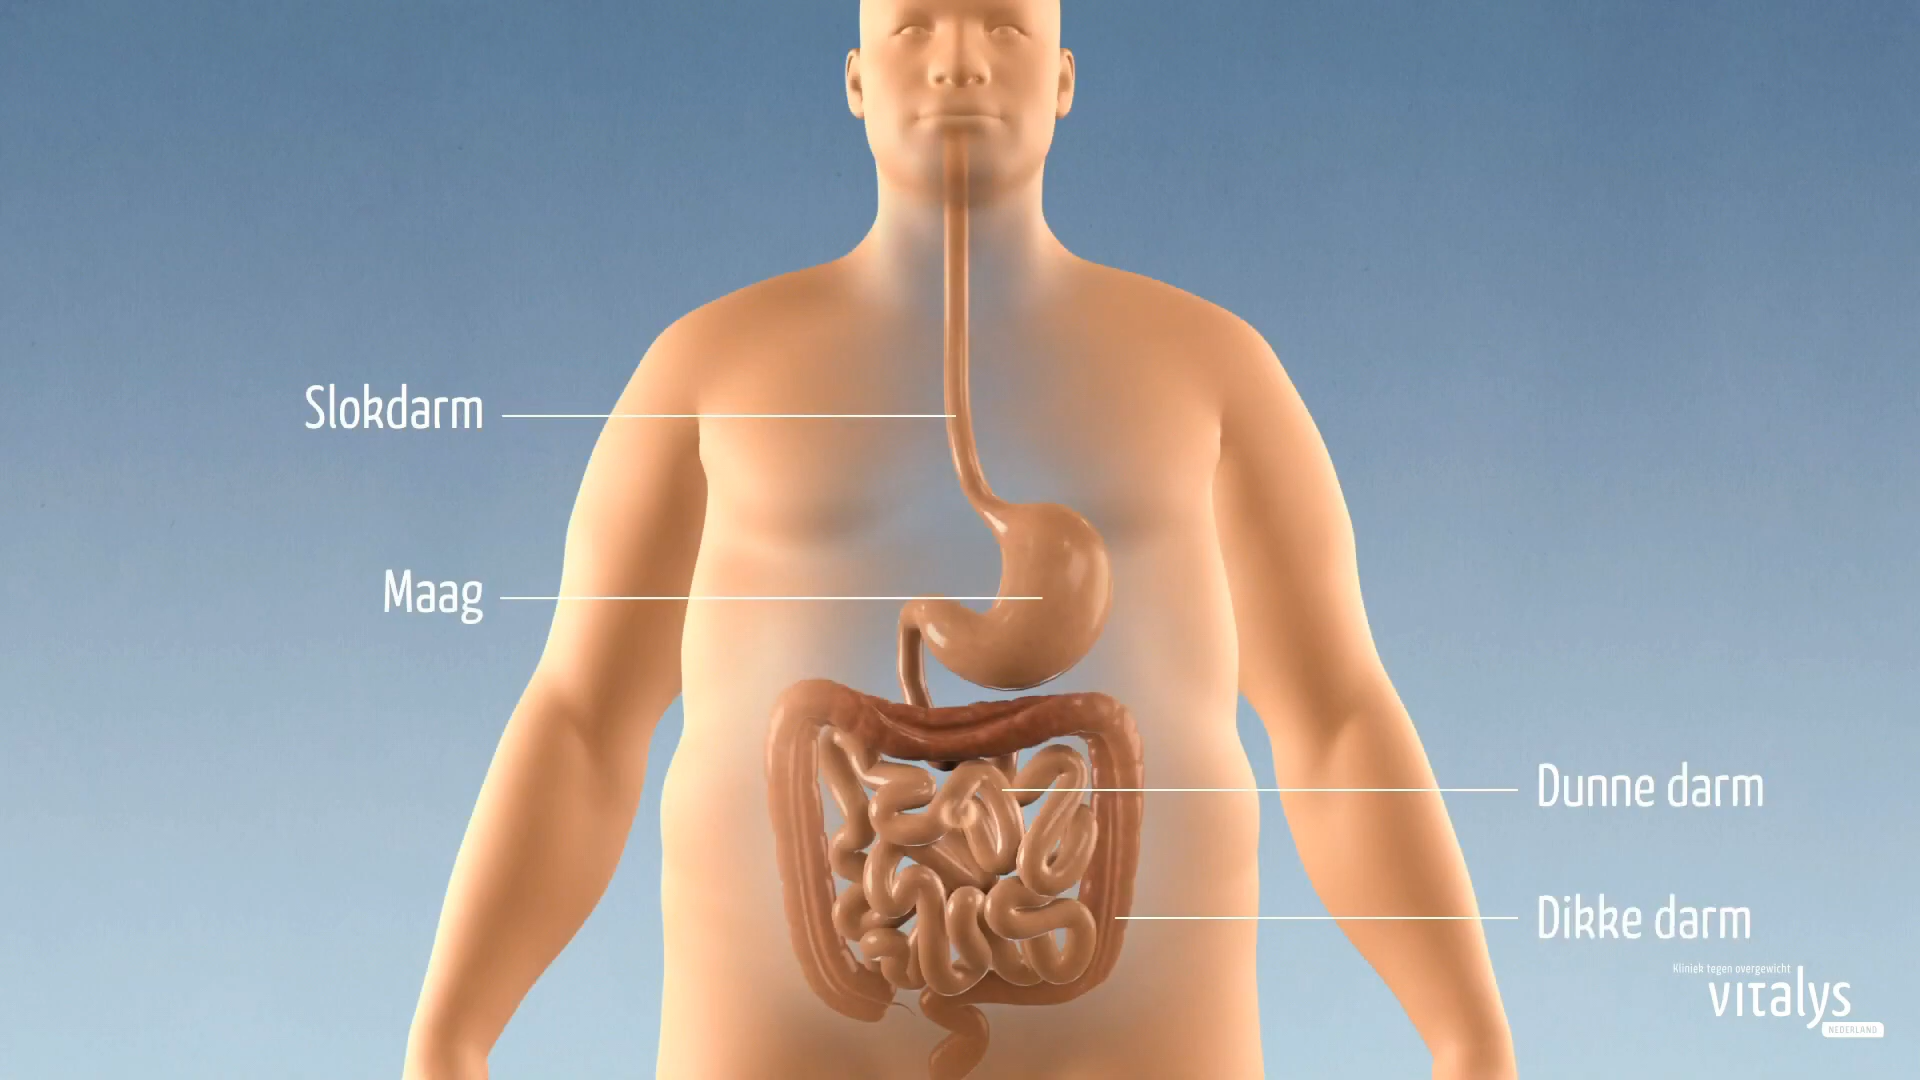 Slokdarm
Maag
Dunne darm
Dikke darm
Kliniek tegen overgewicht
vitalys
NEDERLAND